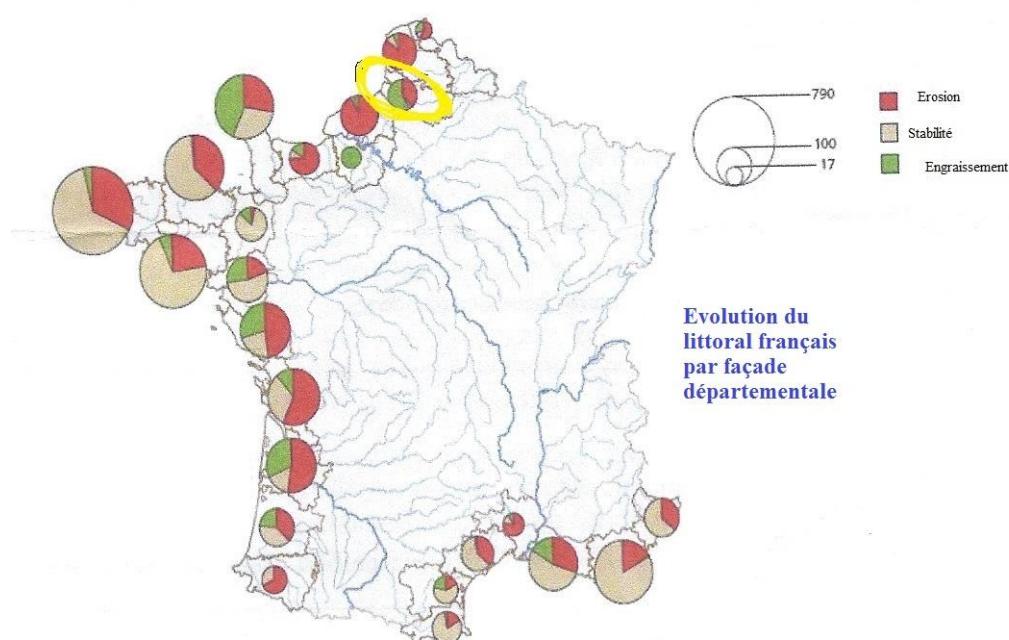 790
100
17
Erosion
Stabilité
Engraissement
Evolution du
littoral français
par façade
départementale